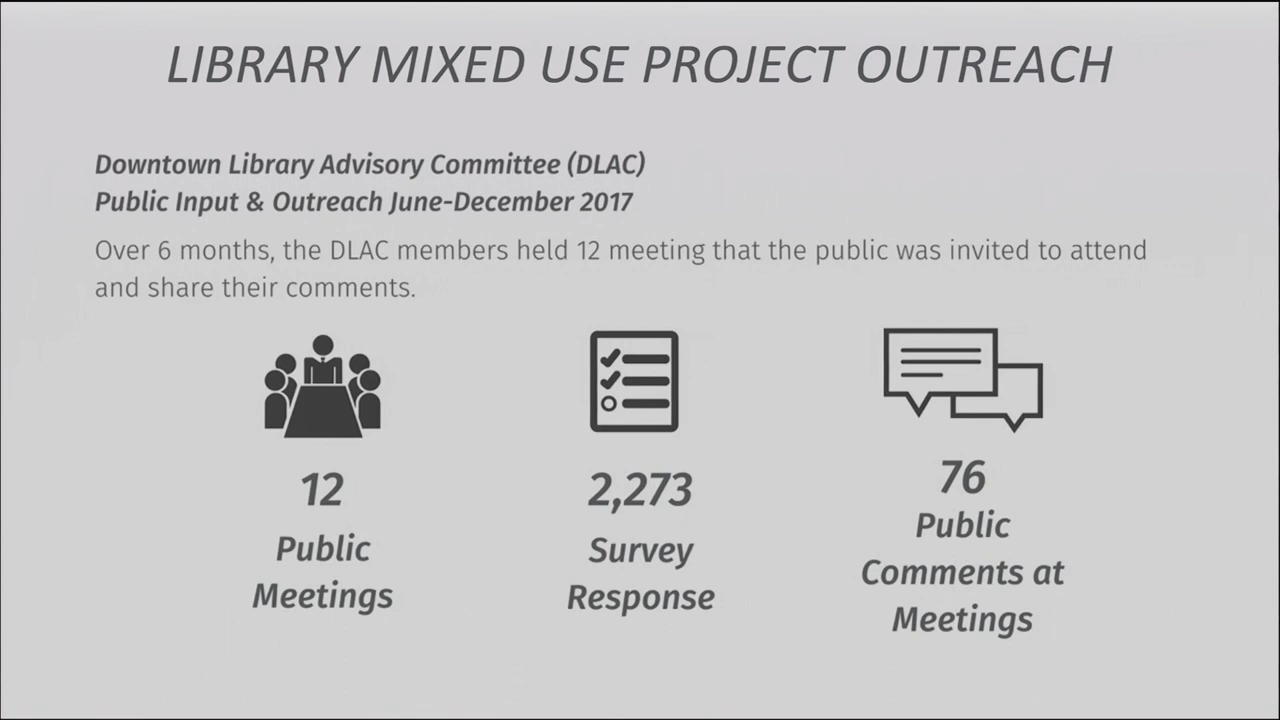 LIBRARY MIXED USE PROJECT OUTREACH
Downtown Library Advisory Committee (DLAC)
Public Input & Outreach June-December 2017
Over 6 months, the DLAC members held 12 meeting that the public was invited to attend
and share their comments.
12
Public
Meetings
2,273
Survey
Response
76
Public
Comments at
Meetings